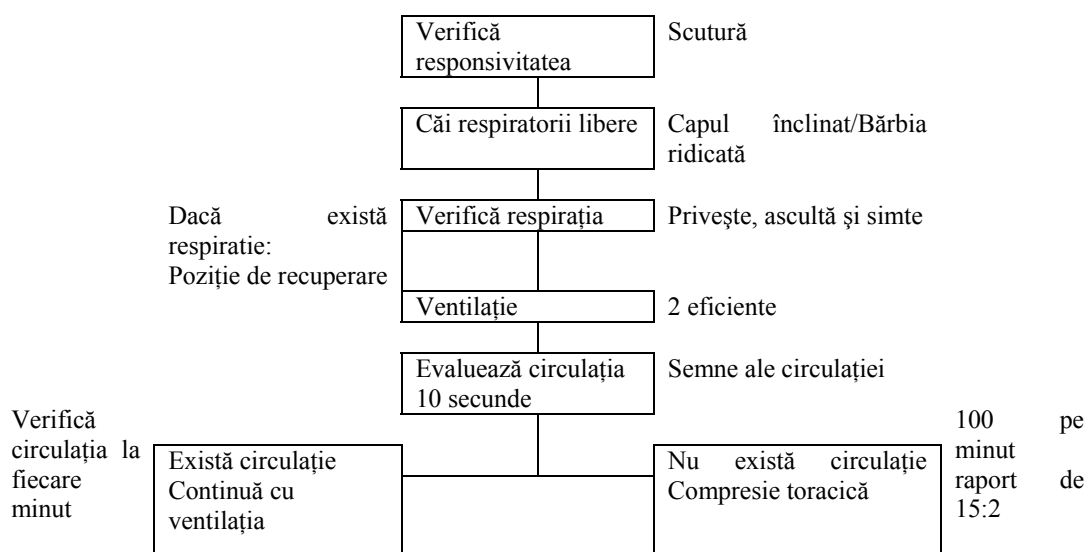 Verifică
responsivitatea
Scutură
Căi respiratorii libere
Capul înclinat/Bărbia
ridicată
Dacă există
respiratie:
Poziție de recuperare
Verifică respirația
Priveşte, ascultă şi simte
Ventilație
2 eficiente
Evaluează circulația
10 secunde
Semne ale circulației
Verifică
circulația la
fiecare
minut
Există circulație
Continuă cu
ventilația
Nu există circulație
Compresie toracică
100 pe
minut
raport de
15:2